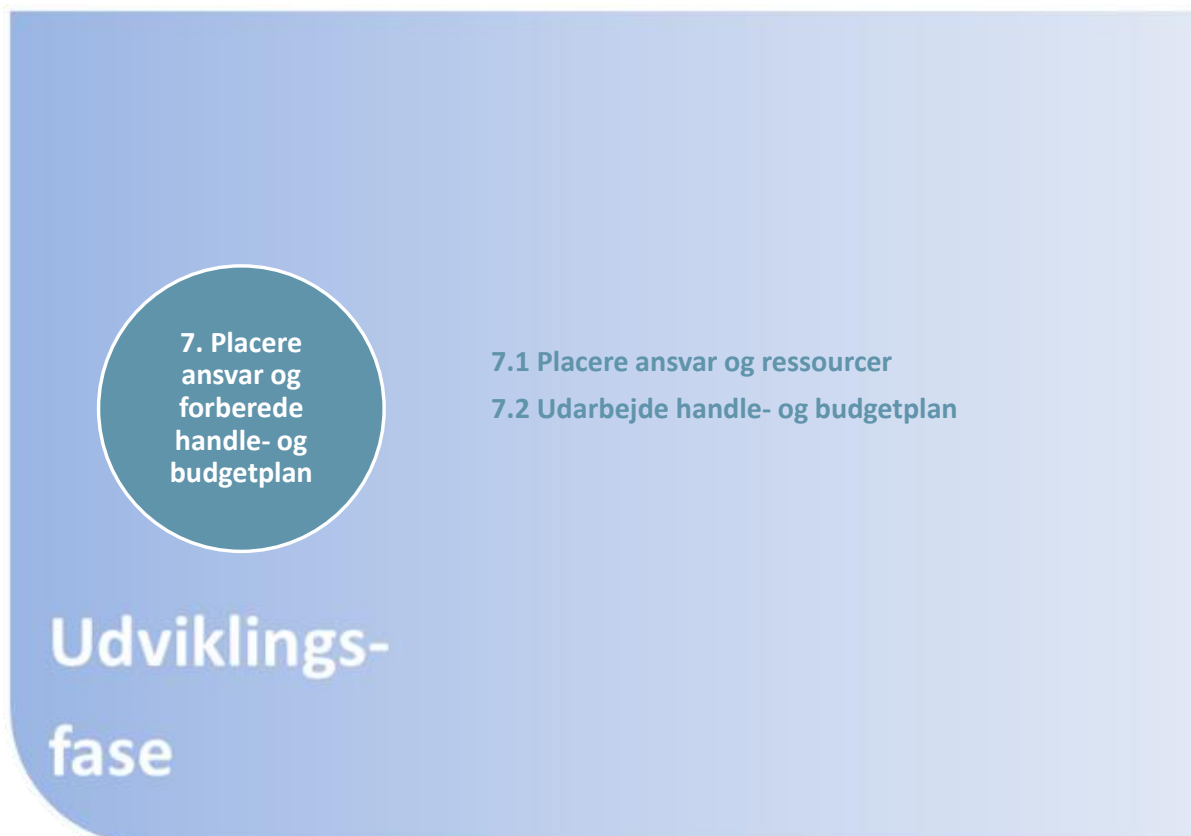 7. Placere
ansvar og
forberede
handle- og
budgetplan
7.1 Placere ansvar og ressourcer
7.2 Udarbejde handle- og budgetplan
Udviklings-
fase